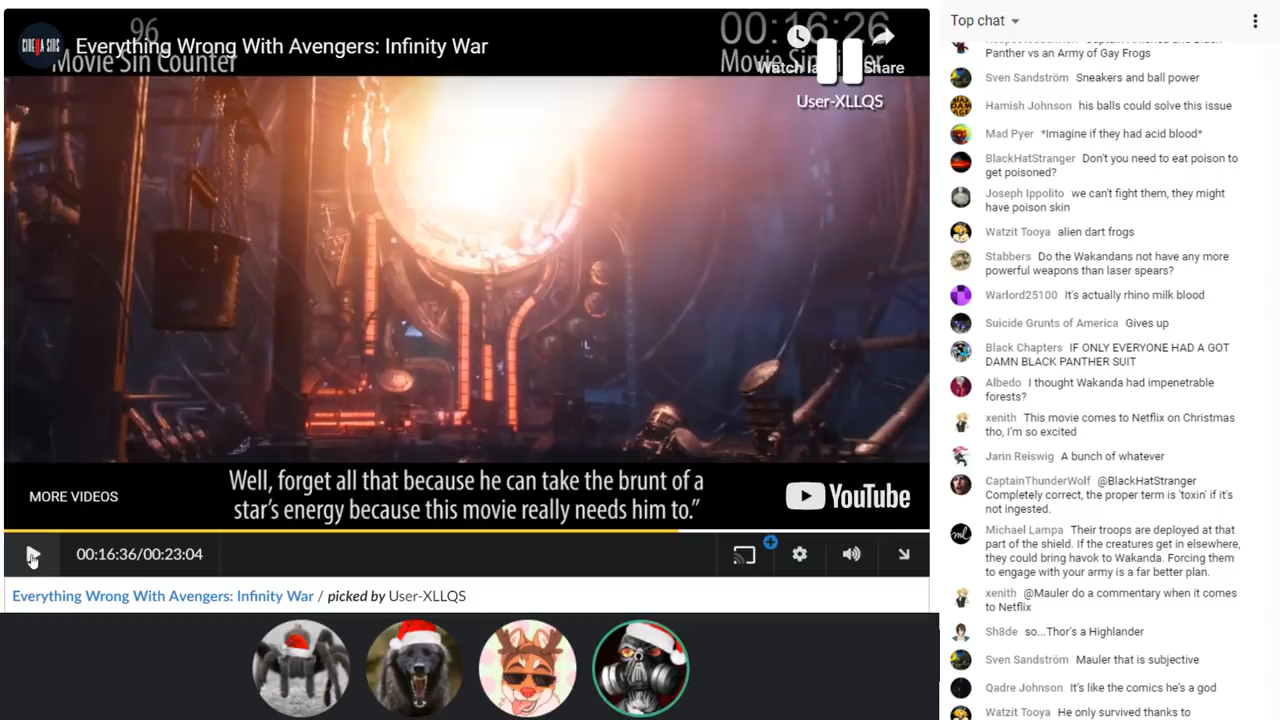 96
00:16:26
CINEMA SINS
Everything Wrong With Avengers: Infinity War
Movie Sin Counter
Share
User-XLLQS
Well, forget all that because he can take the brunt of a
star's energy because this movie really needs him to."
MORE VIDEOS
YouTube
00:16:36/00:23:04
Everything Wrong With Avengers: Infinity War / picked by User-XLLQS
Top chat
Panther vs an Army of Gay Frogs
Sven Sandström Sneakers and ball power
Hamish Johnson his balls could solve this issue
Mad Pyer *Imagine if they had acid blood*
BlackHatStranger Don't you need to eat poison to
get poisoned?
Joseph Ippolito we can't fight them, they might
have poison skin
Watzit Tooya alien dart frogs
Stabbers Do the Wakandans not have any more
powerful weapons than laser spears?
Warlord25100 It's actually rhino milk blood
Suicide Grunts of America Gives up
Black Chapters IF ONLY EVERYONE HAD A GOT
DAMN BLACK PANTHER SUIT
Albedo I thought Wakanda had impenetrable
forests?
xenith This movie comes to Netflix on Christmas
tho, I'm so excited
Jarin Reiswig A bunch of whatever
CaptainThunderWolf @BlackHatStranger
Completely correct, the proper term is 'toxin' if it's
not ingested.
Michael Lampa Their troops are deployed at that
part of the shield. If the creatures get in elsewhere,
they could bring havok to Wakanda. Forcing them
to engage with your army is a far better plan.
xenith @Mauler do a commentary when it comes
to Netflix
Sh8de so...Thor's a Highlander
Sven Sandström Mauler that is subjective
Qadre Johnson It's like the comics he's a god
Watzit Tooya He only survived thanks to